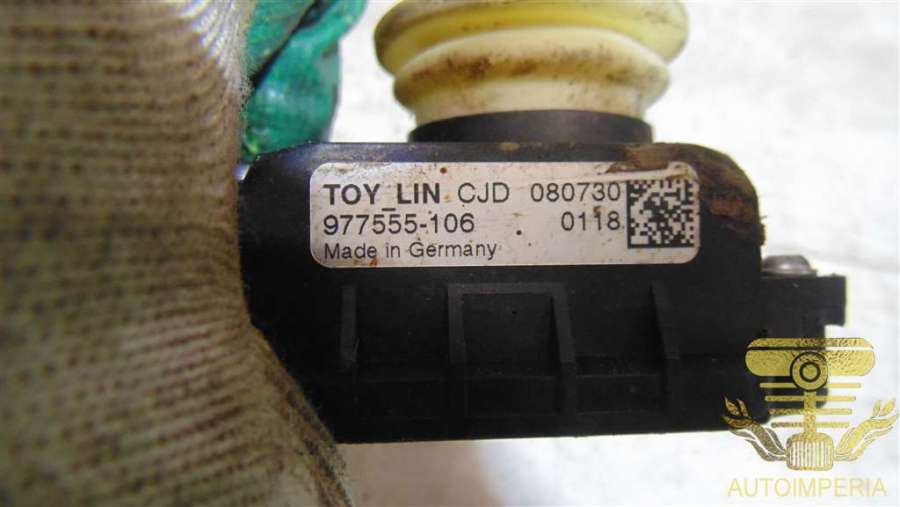 TOY_LIN CJD 080730
977555-106 0118
Made in Germany
AUTOIMPERIA